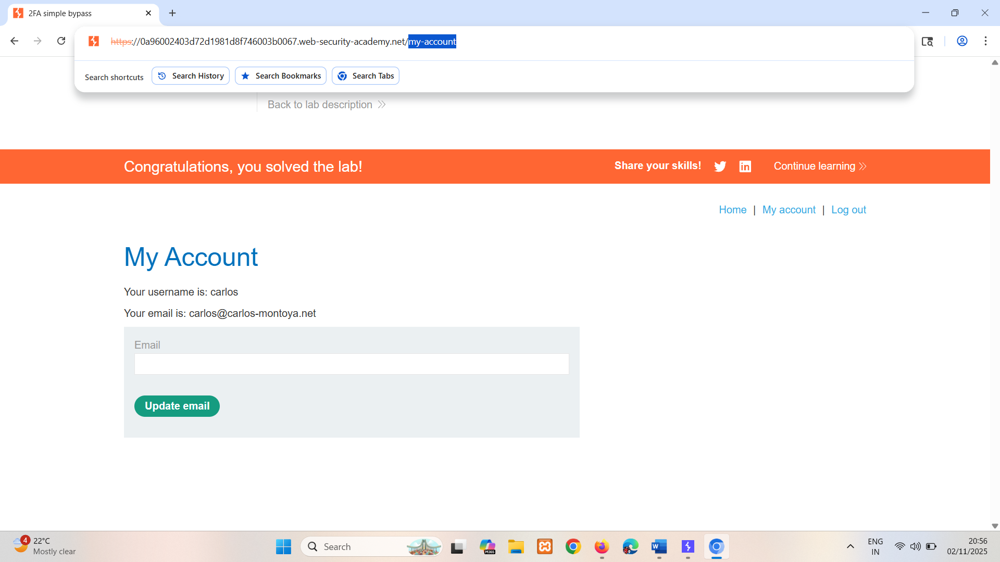 2FA simple bypass
https://0a96002403d72d1981d8f746003b0067.web-security-academy.net/my-account
Search shortcuts
Search History
Search Bookmarks
Search Tabs
Back to lab description
Congratulations, you solved the lab!
Share your skills!
Continue learning
Home | My account | Log out
My Account
Your username is: carlos
Your email is: carlos@carlos-montoya.net
Email
Update email
4
22°C
Mostly clear
Search
M365
ENG
IN
20:56
02/11/2025